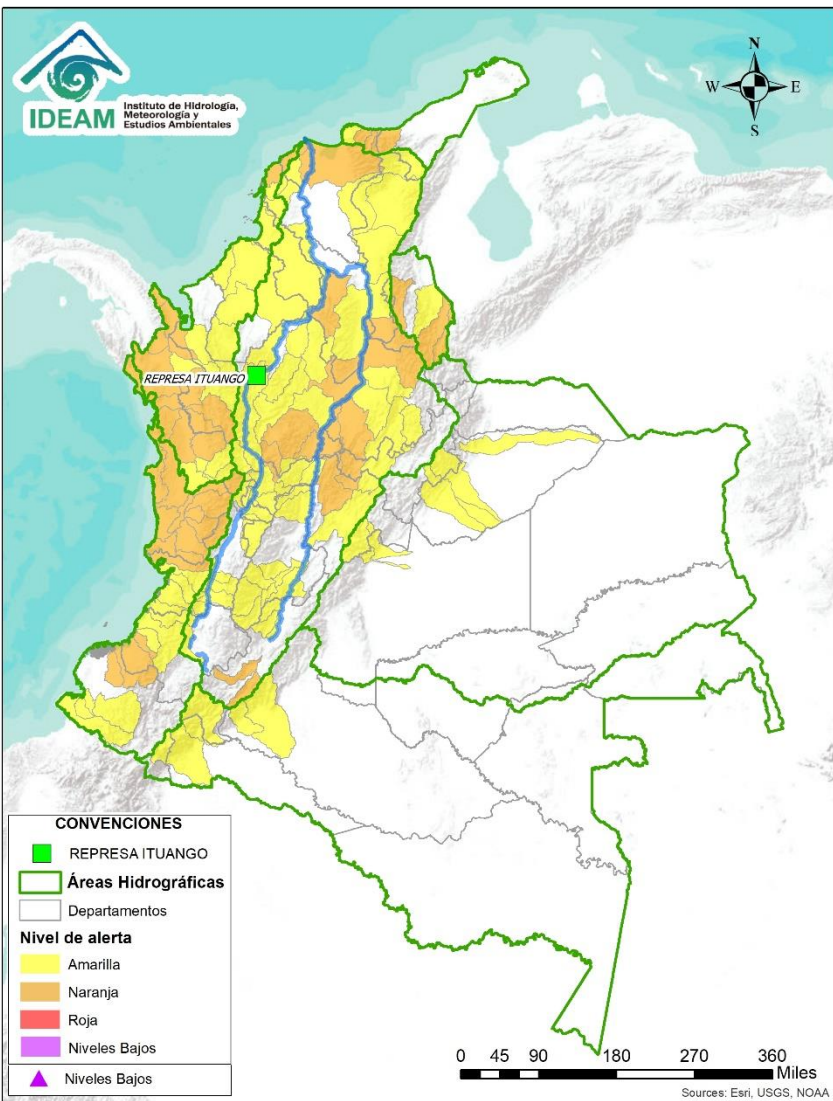 IDEAM
Instituto de Hidrología,
Meteorología y
Estudios Ambientales
N
W
E
S
REPRESA ITUANGO
CONVENCIONES
REPRESA ITUANGO
Áreas Hidrográficas
Departamentos
Nivel de alerta
Amarilla
Naranja
Roja
Niveles Bajos
Niveles Bajos
0 45 90 180 270 360
Miles
Sources: Esri, USGS, NOAA